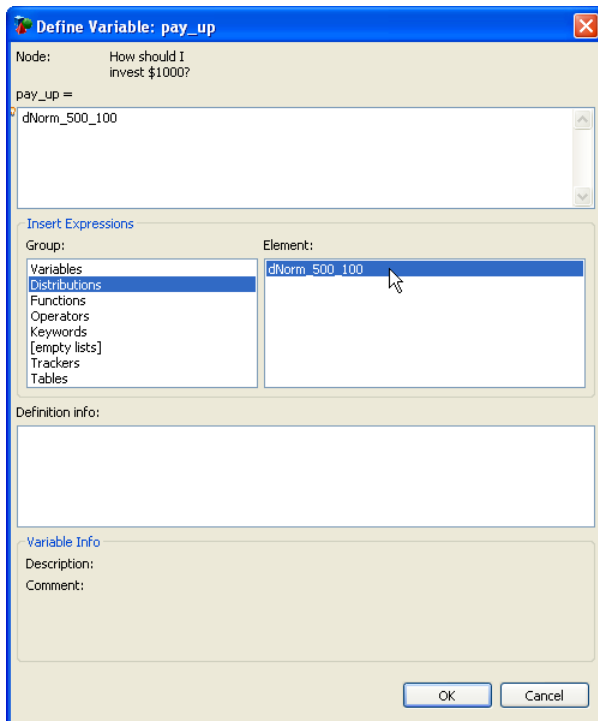 Define Variable: pay_up
Node: How should I
invest $1000?
pay_up =
dNorm_500_100
Insert Expressions
Group: Element:
Variables dNorm_500_100
Distributions
Functions
Operators
Keywords
[empty lists]
Trackers
Tables
Definition info:
Variable Info
Description:
Comment:
OK Cancel